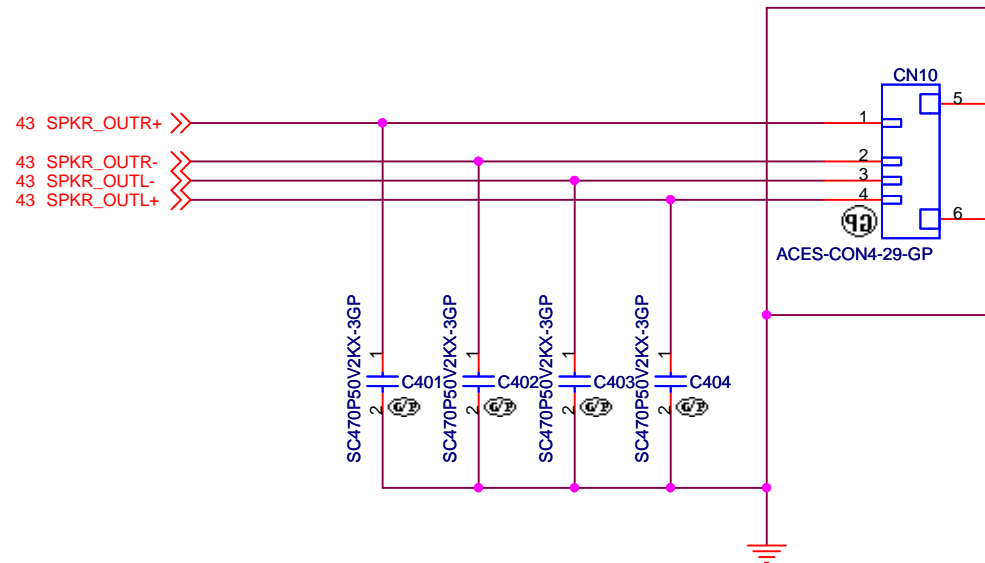 CN10
5
43 SPKR_OUTR+
1
43 SPKR_OUTR-
2
43 SPKR_OUTL-
3
43 SPKR_OUTL+
4
6
GP
ACES-CON4-29-GP
SC470P50V2KX-3GP
1
C401
2
G/P
SC470P50V2KX-3GP
1
C402
2
G/P
SC470P50V2KX-3GP
1
C403
2
G/P
SC470P50V2KX-3GP
1
C404
2
G/P